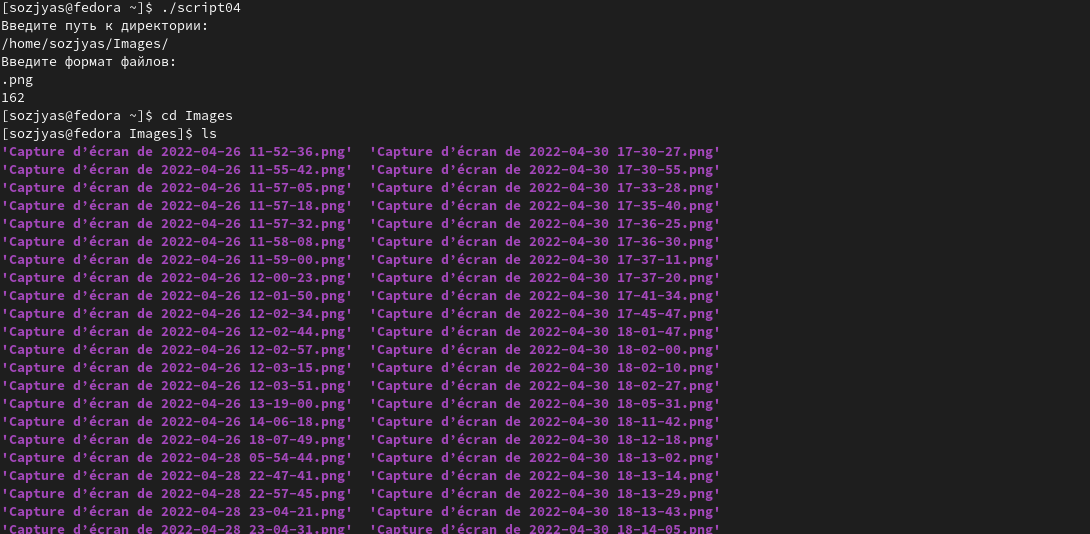 [sozjyas@fedora ~]$ ./script04
Введите путь к директории:
/home/sozjyas/Images/
Введите формат файлов:
.png
162
[sozjyas@fedora ~]$ cd Images
[sozjyas@fedora Images]$ ls
'Capture d’écran de 2022-04-26 11-52-36.png'  'Capture d’écran de 2022-04-30 17-30-27.png'
'Capture d’écran de 2022-04-26 11-55-42.png'  'Capture d’écran de 2022-04-30 17-30-55.png'
'Capture d’écran de 2022-04-26 11-57-05.png'  'Capture d’écran de 2022-04-30 17-33-28.png'
'Capture d’écran de 2022-04-26 11-57-18.png'  'Capture d’écran de 2022-04-30 17-35-40.png'
'Capture d’écran de 2022-04-26 11-57-32.png'  'Capture d’écran de 2022-04-30 17-36-25.png'
'Capture d’écran de 2022-04-26 11-58-08.png'  'Capture d’écran de 2022-04-30 17-36-30.png'
'Capture d’écran de 2022-04-26 11-59-00.png'  'Capture d’écran de 2022-04-30 17-37-11.png'
'Capture d’écran de 2022-04-26 12-00-23.png'  'Capture d’écran de 2022-04-30 17-37-20.png'
'Capture d’écran de 2022-04-26 12-01-50.png'  'Capture d’écran de 2022-04-30 17-41-34.png'
'Capture d’écran de 2022-04-26 12-02-34.png'  'Capture d’écran de 2022-04-30 17-45-47.png'
'Capture d’écran de 2022-04-26 12-02-44.png'  'Capture d’écran de 2022-04-30 18-01-47.png'
'Capture d’écran de 2022-04-26 12-02-57.png'  'Capture d’écran de 2022-04-30 18-02-00.png'
'Capture d’écran de 2022-04-26 12-03-15.png'  'Capture d’écran de 2022-04-30 18-02-10.png'
'Capture d’écran de 2022-04-26 12-03-51.png'  'Capture d’écran de 2022-04-30 18-02-27.png'
'Capture d’écran de 2022-04-26 13-19-00.png'  'Capture d’écran de 2022-04-30 18-05-31.png'
'Capture d’écran de 2022-04-26 14-06-18.png'  'Capture d’écran de 2022-04-30 18-11-42.png'
'Capture d’écran de 2022-04-26 18-07-49.png'  'Capture d’écran de 2022-04-30 18-12-18.png'
'Capture d’écran de 2022-04-28 05-54-44.png'  'Capture d’écran de 2022-04-30 18-13-02.png'
'Capture d’écran de 2022-04-28 22-47-41.png'  'Capture d’écran de 2022-04-30 18-13-14.png'
'Capture d’écran de 2022-04-28 22-57-45.png'  'Capture d’écran de 2022-04-30 18-13-29.png'
'Capture d’écran de 2022-04-28 23-04-21.png'  'Capture d’écran de 2022-04-30 18-13-43.png'
'Capture d’écran de 2022-04-28 23-04-31.png'  'Capture d’écran de 2022-04-30 18-14-05.png'